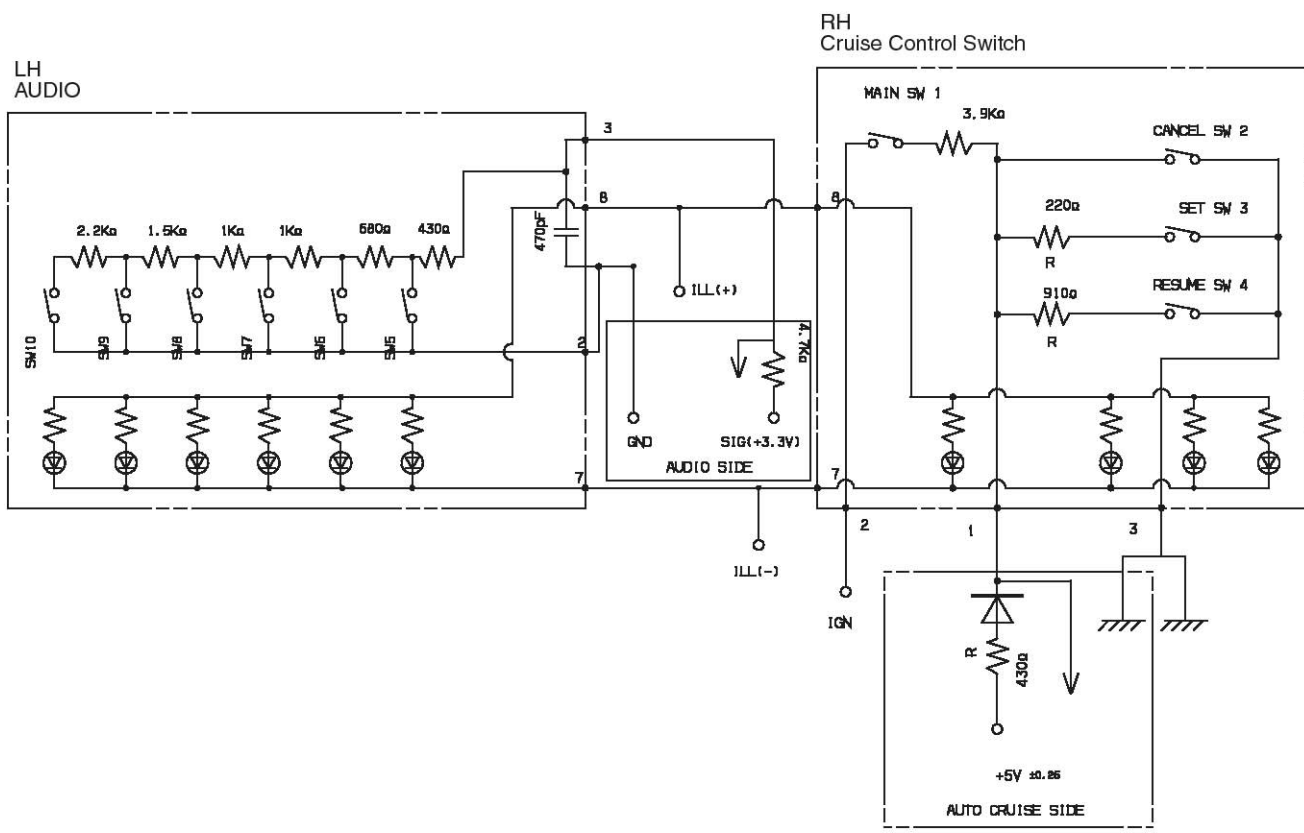 LH
AUDIO
RH
Cruise Control Switch
MAIN SW 1
3.9KΩ
CANCEL SW 2
3
8
8
470pF
220Ω
SET SW 3
R
2.2KΩ
1.5KΩ
1KΩ
1KΩ
680Ω
430Ω
ILL(+)
910Ω
RESUME SW 4
R
SW10
SW9
SW8
SW7
SW6
SW5
2
4.7KΩ
GND
SIG(+3.3V)
AUDIO SIDE
7
7
2
1
3
ILL(-)
IGN
R
430Ω
+5V ±0.25
AUTO CRUISE SIDE